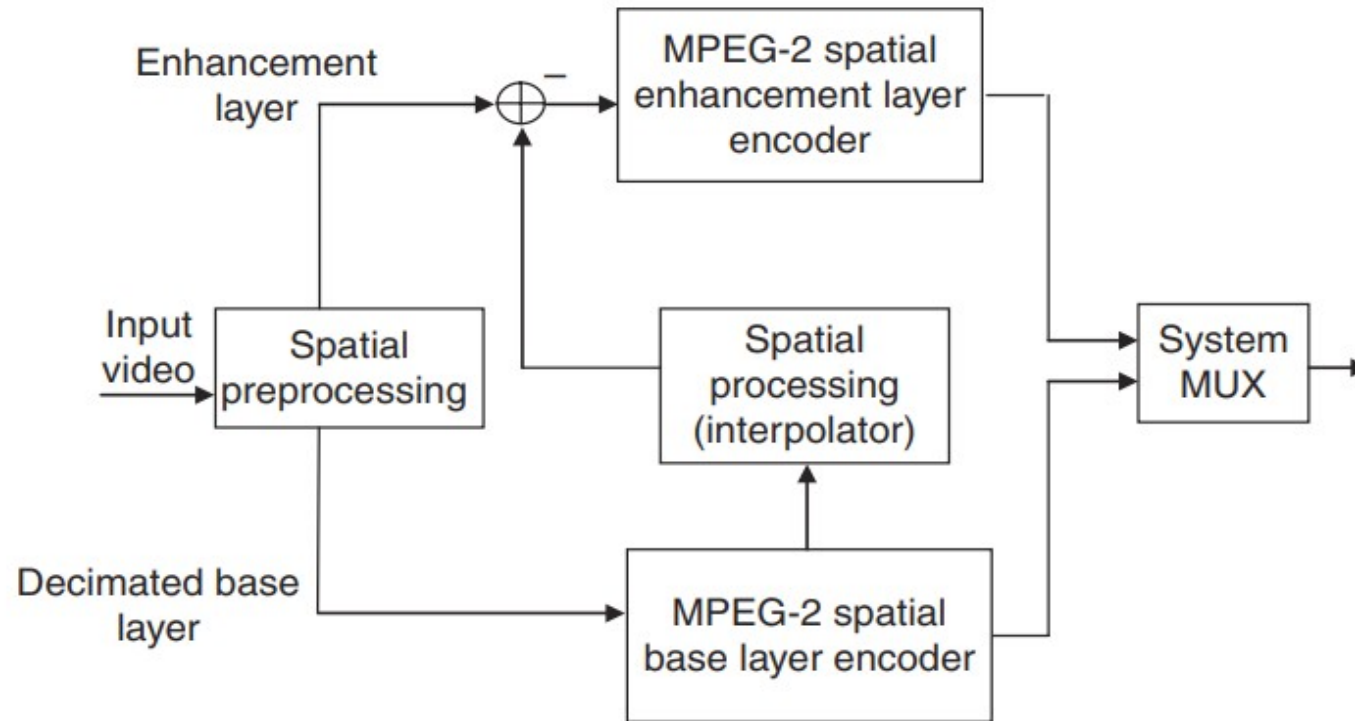 Enhancement
layer
–
MPEG-2 spatial
enhancement layer
encoder
Input
video
Spatial
preprocessing
Spatial
processing
(interpolator)
System
MUX
Decimated base
layer
MPEG-2 spatial
base layer encoder